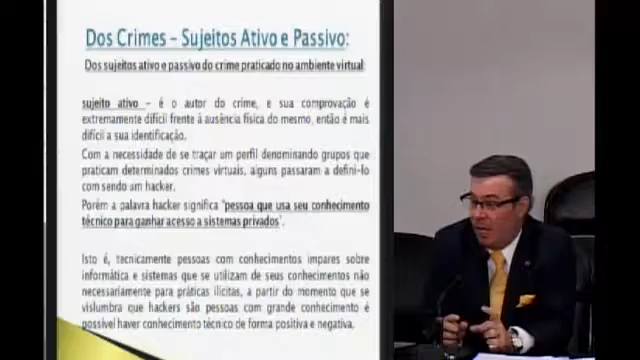 Dos Crimes – Sujeitos Ativo e Passivo:
Dos sujeitos ativo e passivo do crime praticado no ambiente virtual:
sujeito ativo – é o autor do crime, e sua comprovação é
extremamente difícil frente à ausência física do mesmo, então é mais
difícil a sua identificação.
Com a necessidade de se traçar um perfil denominando grupos que
praticam determinados crimes virtuais, alguns passaram a defini-lo
com sendo um hacker.
Porém a palavra hacker significa "pessoa que usa seu conhecimento
técnico para ganhar acesso a sistemas privados".
Isto é, tecnicamente pessoas com conhecimentos impares sobre
informática e sistemas que se utilizam de seus conhecimentos não
necessariamente para práticas ilícitas, a partir do momento que se
vislumbra que hackers são pessoas com grande conhecimento é
possível haver conhecimento técnico de forma positiva e negativa.